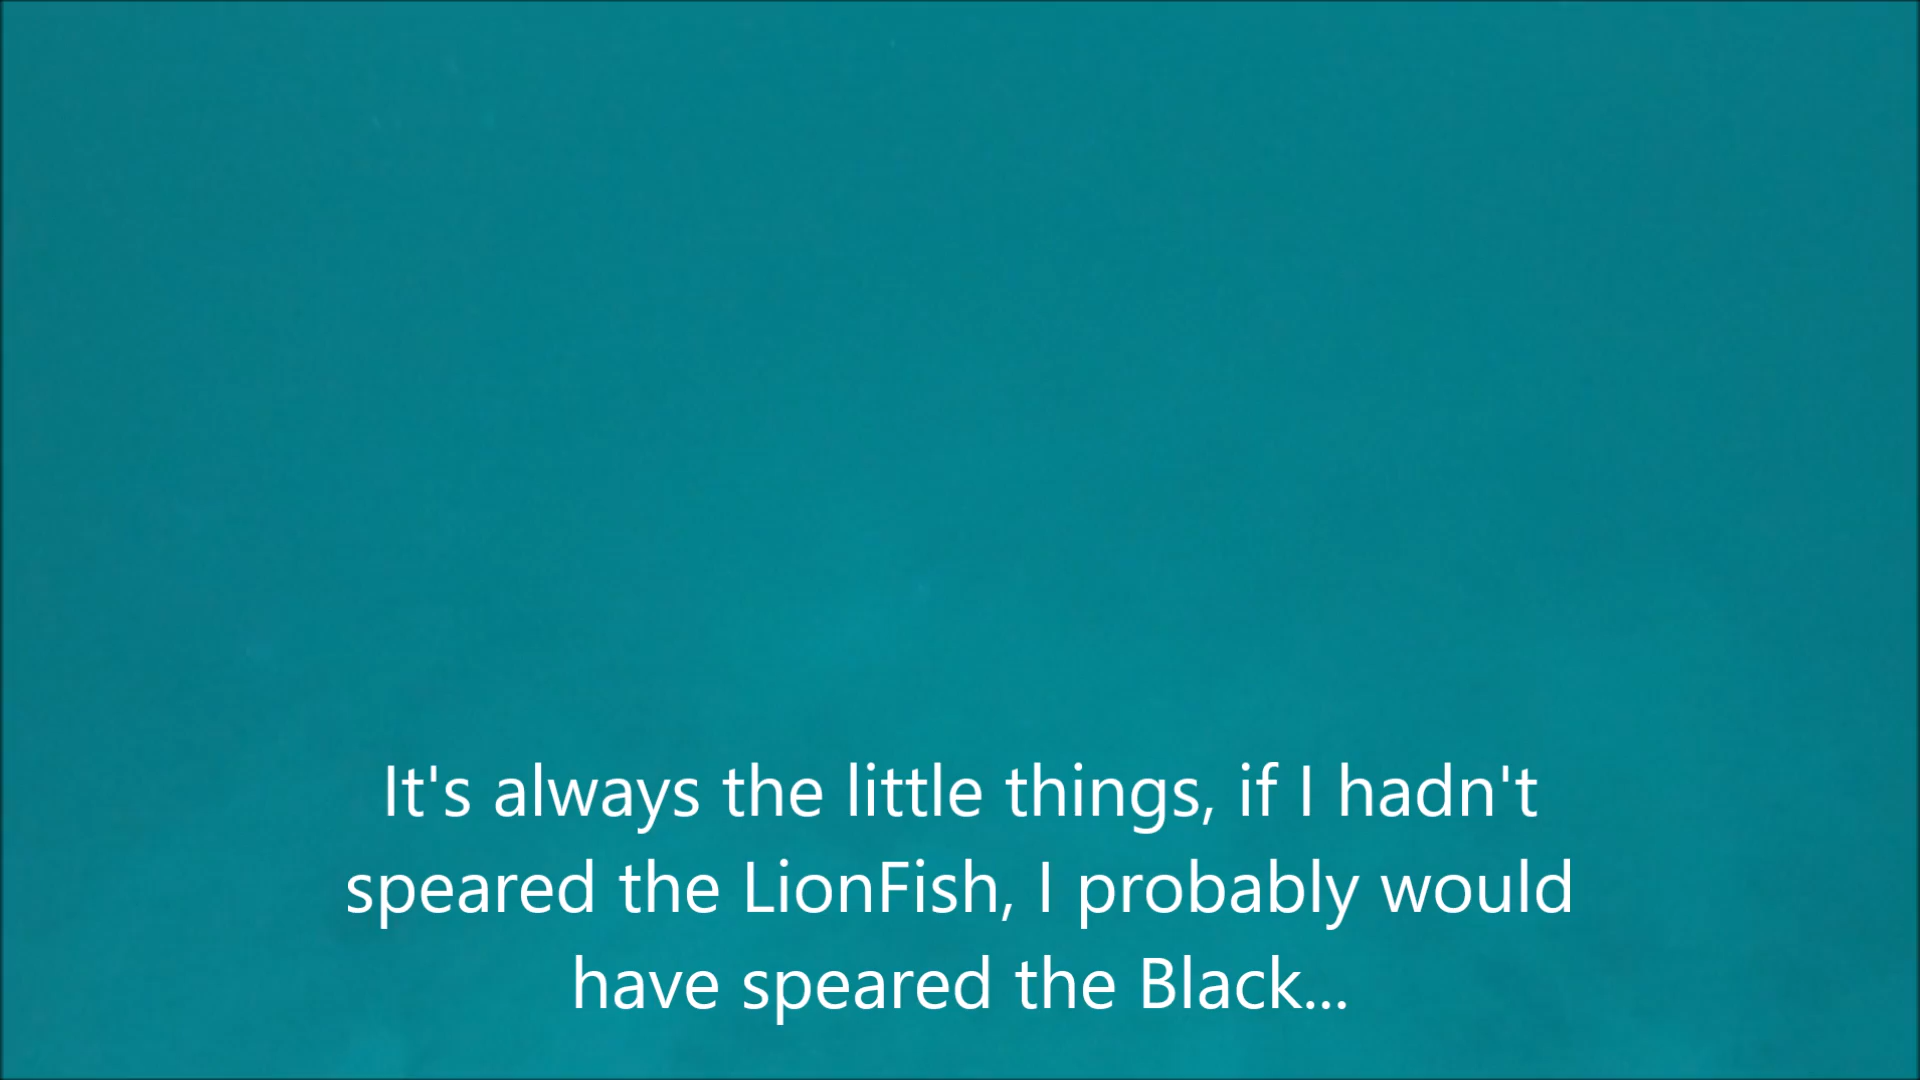 It's always the little things, if I hadn't
speared the LionFish, I probably would
have speared the Black...